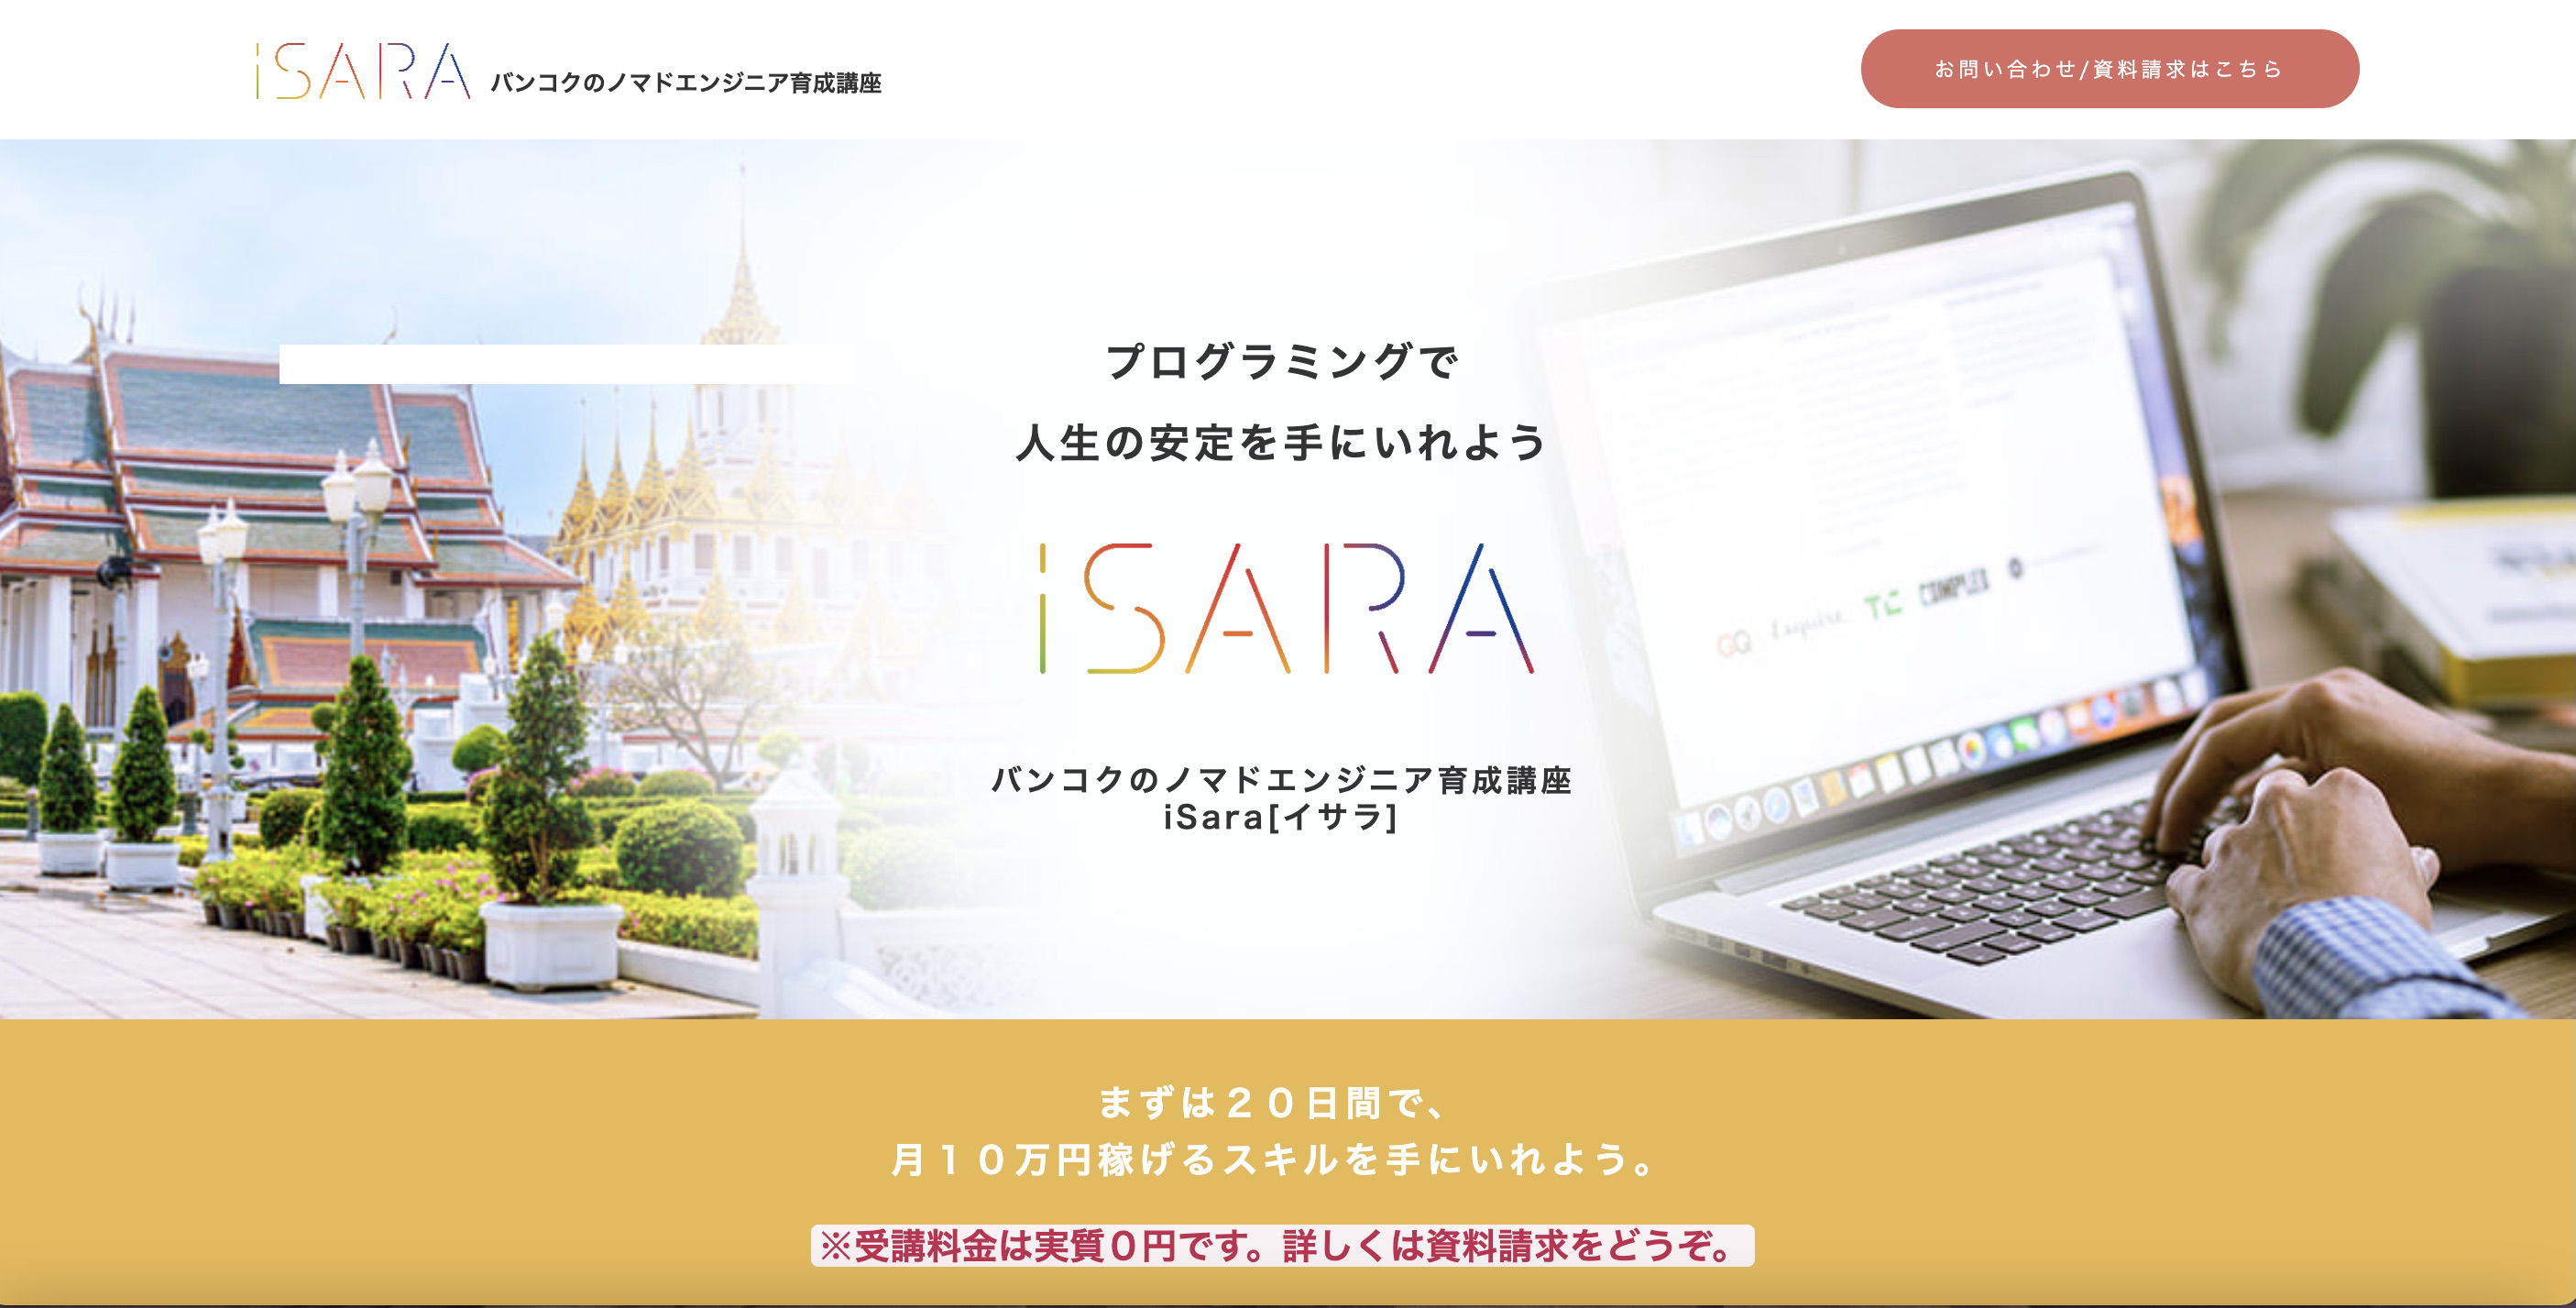 iSARA バンコクのノマドエンジニア育成講座
お問い合わせ/資料請求はこちら
プログラミングで
人生の安定を手にいれよう
iSARA
GQ Esquire TC COMPLEX
バンコクのノマドエンジニア育成講座
iSara[イサラ]
まずは２０日間で、
月１０万円稼げるスキルを手にいれよう。
※受講料金は実質０円です。詳しくは資料請求をどうぞ。